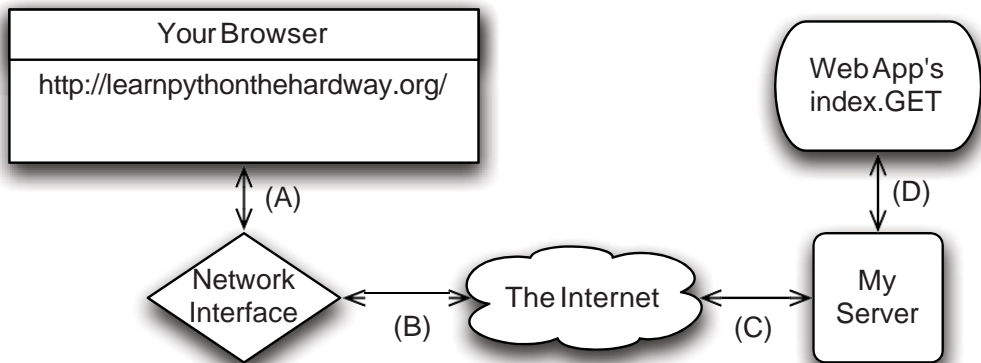 Your Browser
http://learnpythonthehardway.org/
Web App's
index.GET
(A)
(D)
Network
Interface
(B)
The Internet
(C)
My
Server